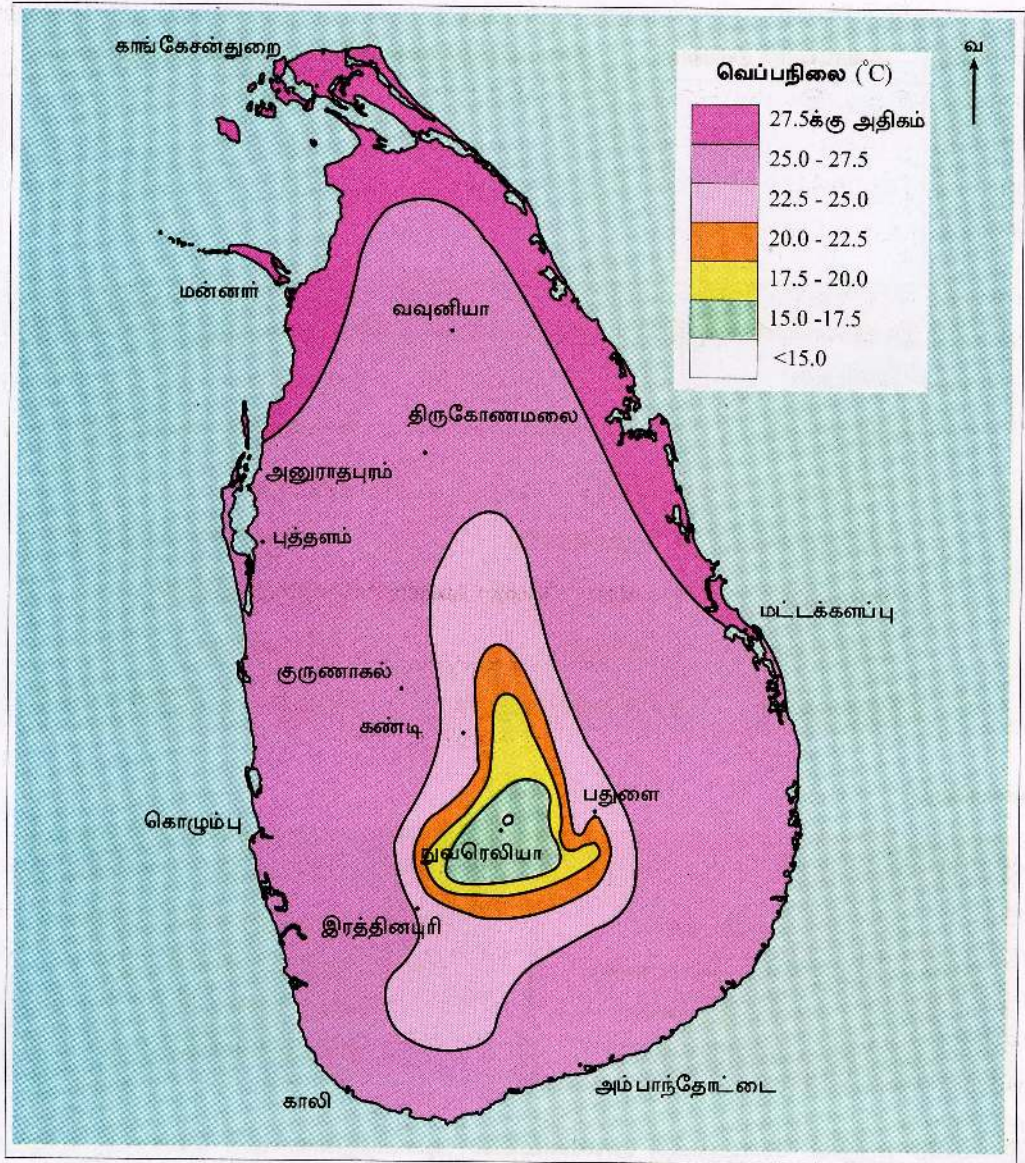 காங்கேசன்துறை
வ
வெப்பநிலை (°C)
27.5க்கு அதிகம்
25.0 - 27.5
22.5 - 25.0
20.0 - 22.5
17.5 - 20.0
15.0 -17.5
<15.0
மன்னார்
வவுனியா
திருகோணமலை
அனுராதபுரம்
புத்தளம்
மட்டக்களப்பு
குருணாகல்
கண்டி
பதுளை
கொழும்பு
நுவரெலியா
இரத்தினபுரி
அம்பாந்தோட்டை
காலி